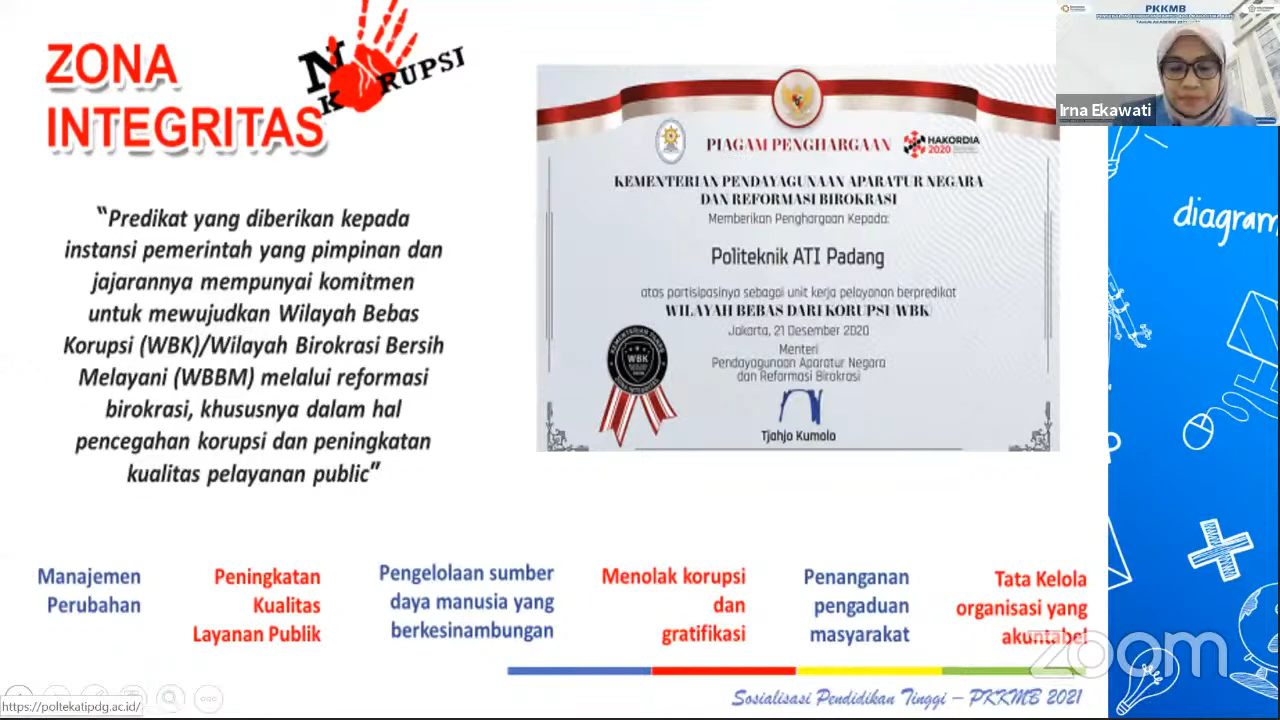 ZONA
INTEGRITAS
NO KORUPSI
“Predikat yang diberikan kepada
instansi pemerintah yang pimpinan dan
jajarannya mempunyai komitmen
untuk mewujudkan Wilayah Bebas
Korupsi (WBK)/Wilayah Birokrasi Bersih
Melayani (WBBM) melalui reformasi
birokrasi, khususnya dalam hal
pencegahan korupsi dan peningkatan
kualitas pelayanan public”
PIAGAM PENGHARGAAN
HAKORDIA
2020
KEMENTERIAN PENDAYAGUNAAN APARATUR NEGARA
DAN REFORMASI BIROKRASI
Memberikan Penghargaan Kepada:
Politeknik ATI Padang
atas partisipasinya sebagai unit kerja pelayanan berpredikat
WILAYAH BEBAS DARI KORUPSI-WBK
Jakarta, 21 Desember 2020
Menteri
Pendayagunaan Aparatur Negara
dan Reformasi Birokrasi
Tjahjo Kumolo
WBK
PKKMB
Irna Ekawati
diagram
Manajemen
Perubahan
Peningkatan
Kualitas
Layanan Publik
Pengelolaan sumber
daya manusia yang
berkesinambungan
Menolak korupsi
dan
gratifikasi
Penanganan
pengaduan
masyarakat
Tata Kelola
organisasi yang
akuntabel
zoom
Sosialisasi Pendidikan Tinggi – PKKMB 2021
https://poltekatipdg.ac.id/